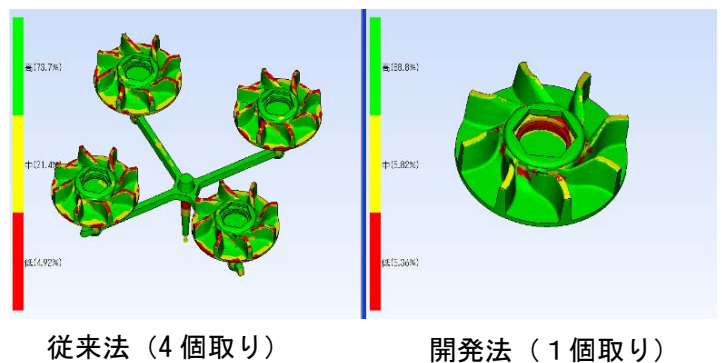 高(73.7%)
中(21.4%)
低(4.92%)
高(88.8%)
中(5.82%)
低(5.36%)
従来法（4 個取り）
開発法（１個取り）